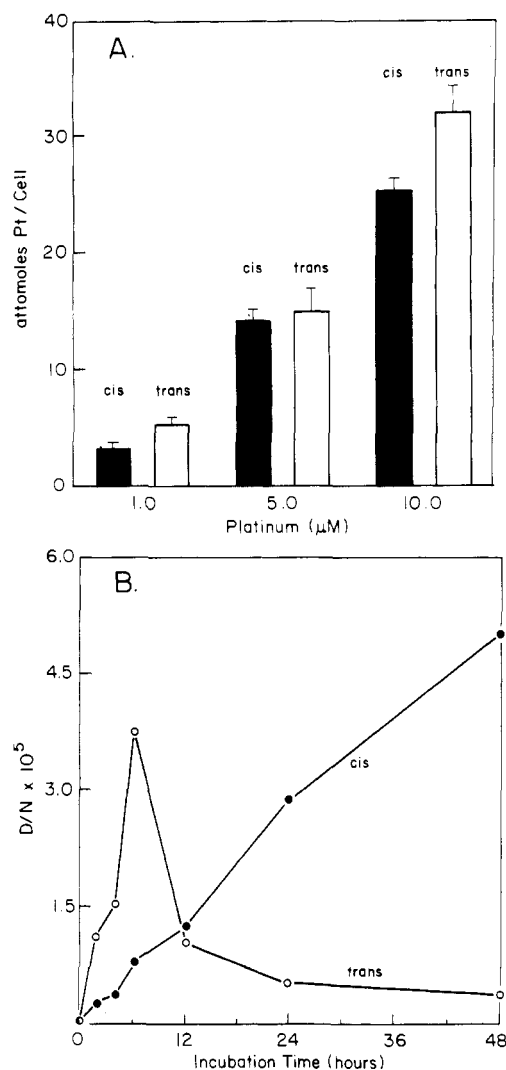 40
A.
cis trans
30
attomoles Pt / Cell
20
cis trans
10
cis trans
0
1.0 5.0 10.0
Platinum (μM)
6.0
B.
4.5
cis
D/N x 10⁵
3.0
1.5
trans
0 12 24 36 48
Incubation Time (hours)